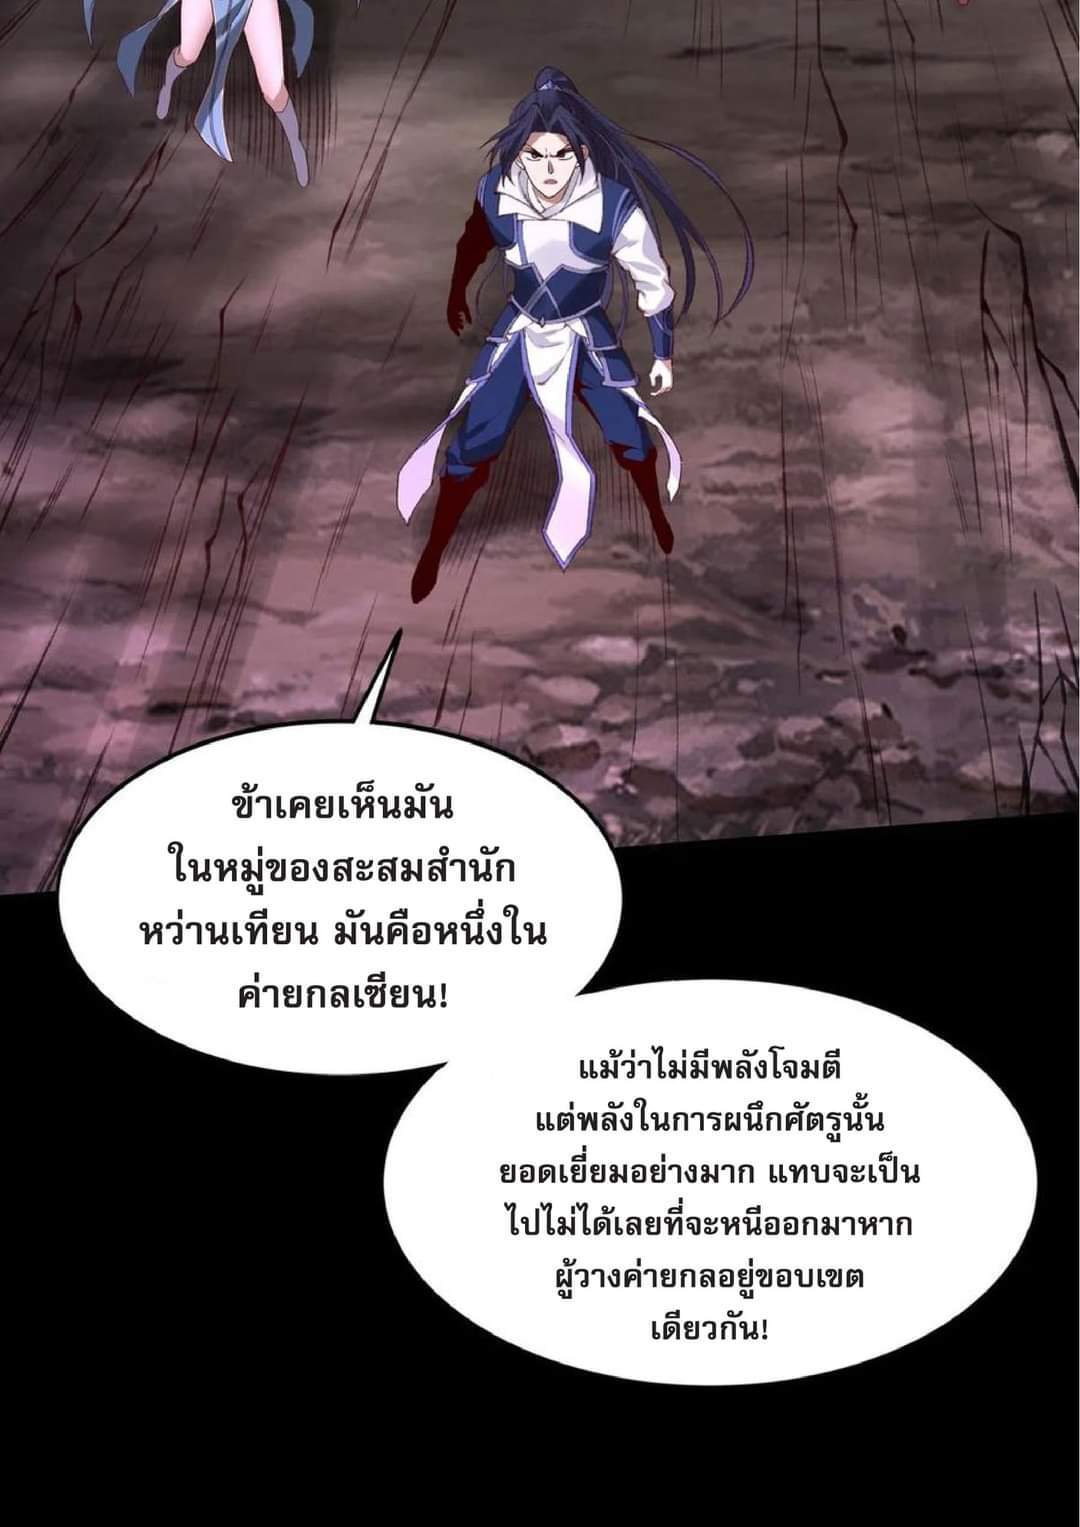 ข้าเคยเห็นมัน
ในหมู่ของสะสมสำนัก
หว่านเทียน มันคือหนึ่งใน
ค่ายกลเซียน!
แม้ว่าไม่มีพลังโจมตี
แต่พลังในการผนึกศัตรูนั้น
ยอดเยี่ยมอย่างมาก แทบจะเป็น
ไปไม่ได้เลยที่จะหนีออกมาหาก
ผู้วางค่ายกลอยู่ขอบเขต
เดียวกัน!